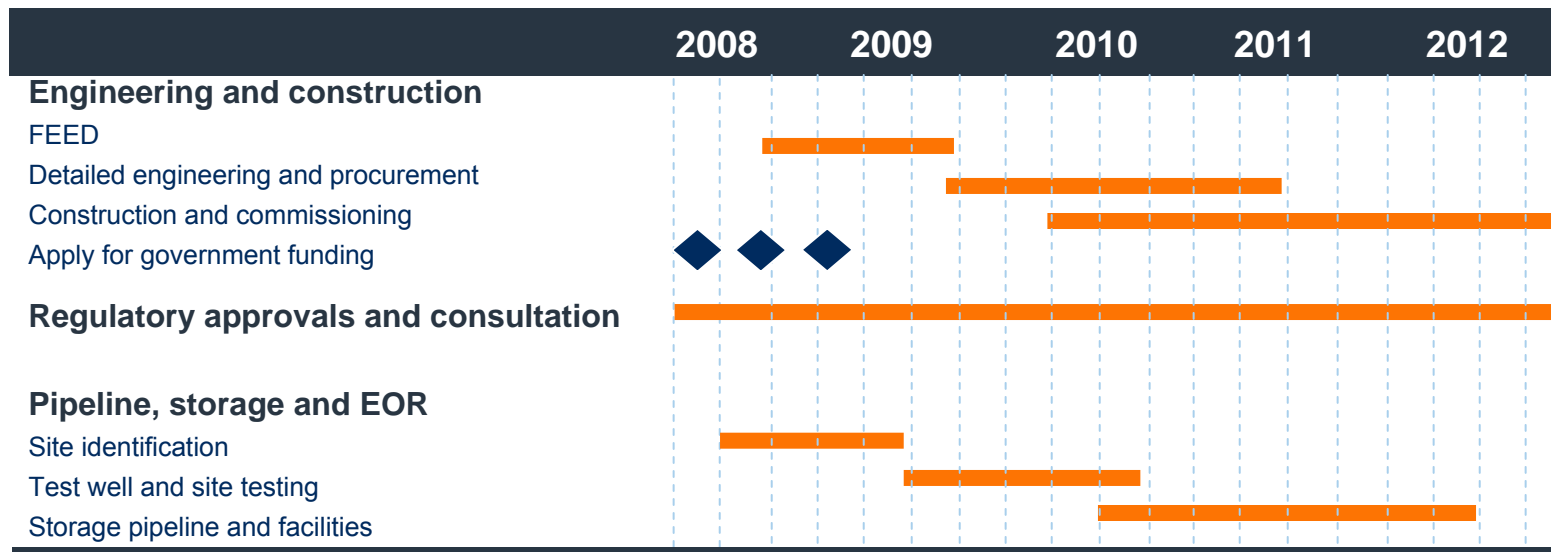 2008 2009 2010 2011 2012
Engineering and construction
FEED
Detailed engineering and procurement
Construction and commissioning
Apply for government funding
Regulatory approvals and consultation
Pipeline, storage and EOR
Site identification
Test well and site testing
Storage pipeline and facilities